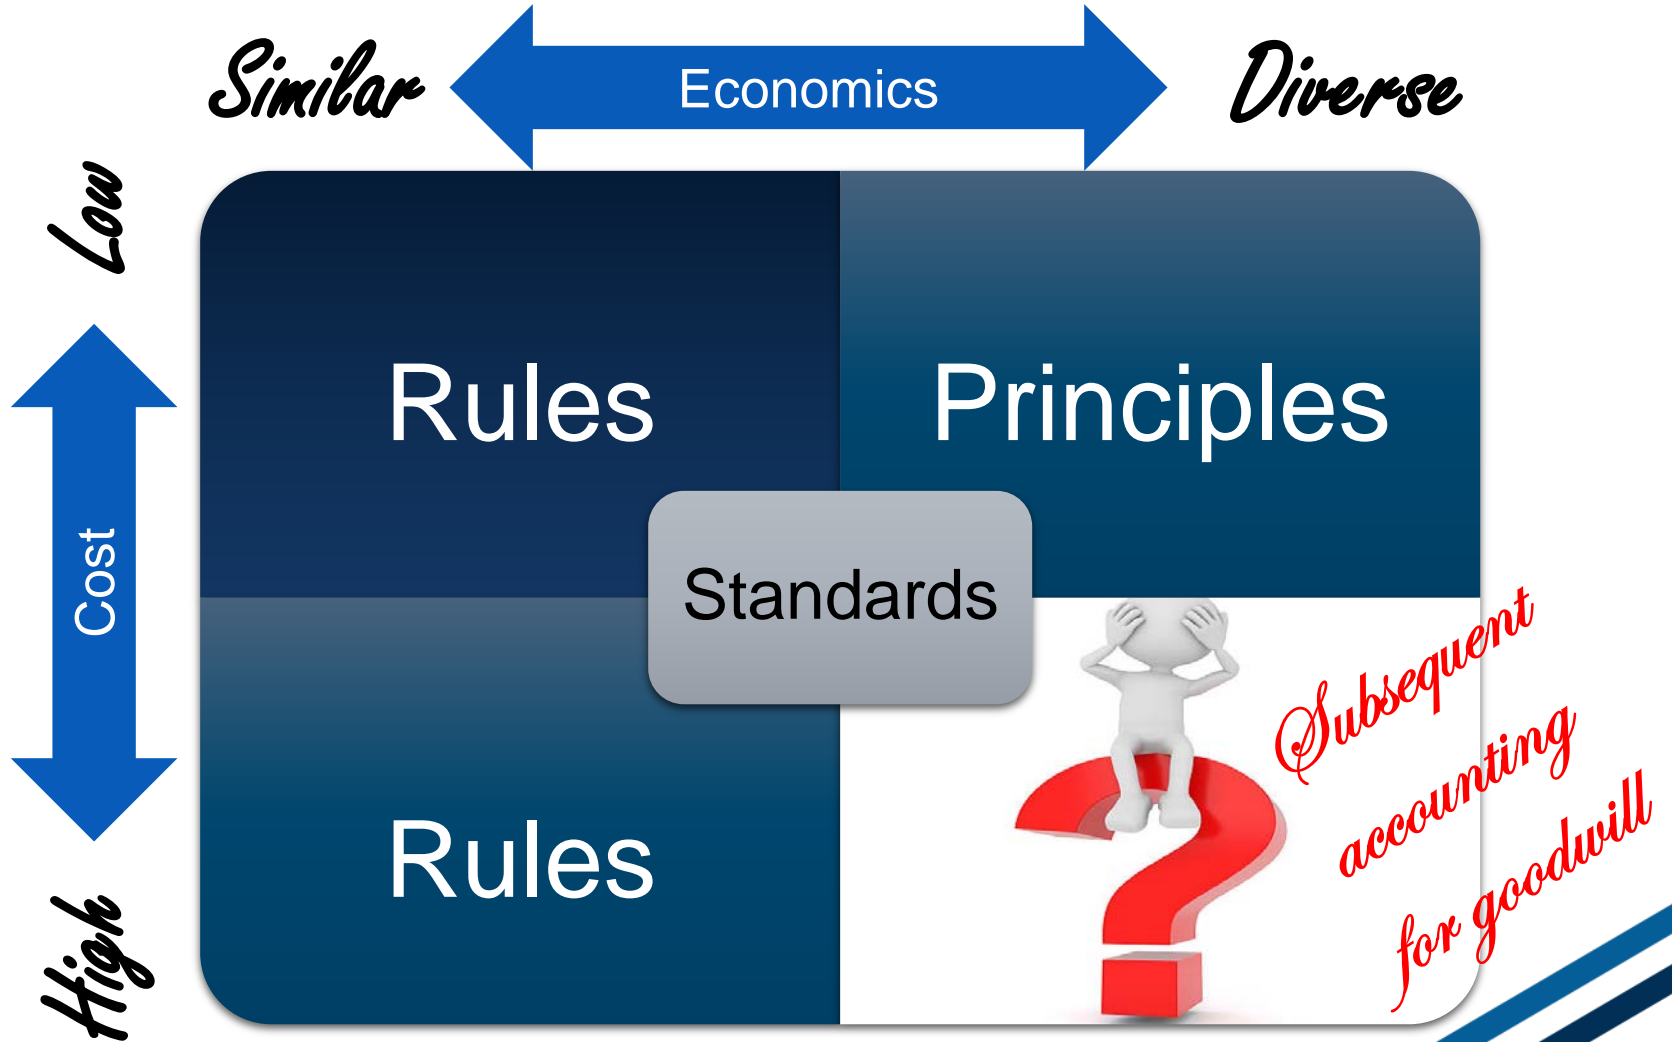 Similar
Economics
Diverse
Low
Rules
Principles
Cost
Standards
Subsequent
accounting
for goodwill
Rules
High